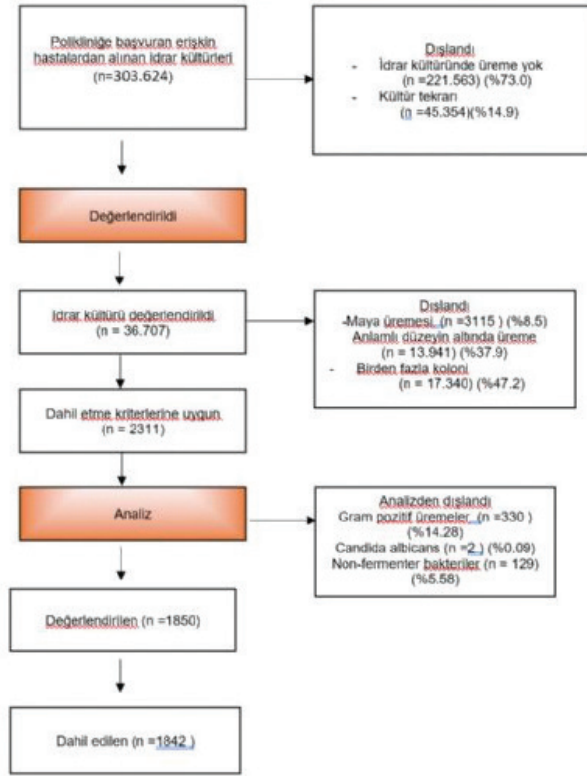 Polikliniğe başvuran erişkin
hastalardan alınan idrar kültürleri
(n=303.624)
Dışlandı
- İdrar kültüründe üreme yok
(n =221.563) (%73.0)
- Kültür tekrarı
(n =45.354)(%14.9)
Değerlendirildi
Idrar kültürü değerlendirildi
(n = 36.707)
Dışlandı
-Maya üremesi (n =3115 ) (%8.5)
Anlamlı düzeyin altında üreme
(n = 13.941) (%37.9)
- Birden fazla koloni
(n = 17.340) (%47.2)
Dahil etme kriterlerine uygun
(n = 2311)
Analiz
Analizden dışlandı
Gram pozitif üremeler (n =330 )
(%14.28)
Candida albicans (n =2 ) (%0.09)
Non-fermenter bakteriler (n = 129)
(%5.58)
Değerlendirilen (n =1850)
Dahil edilen (n =1842 )